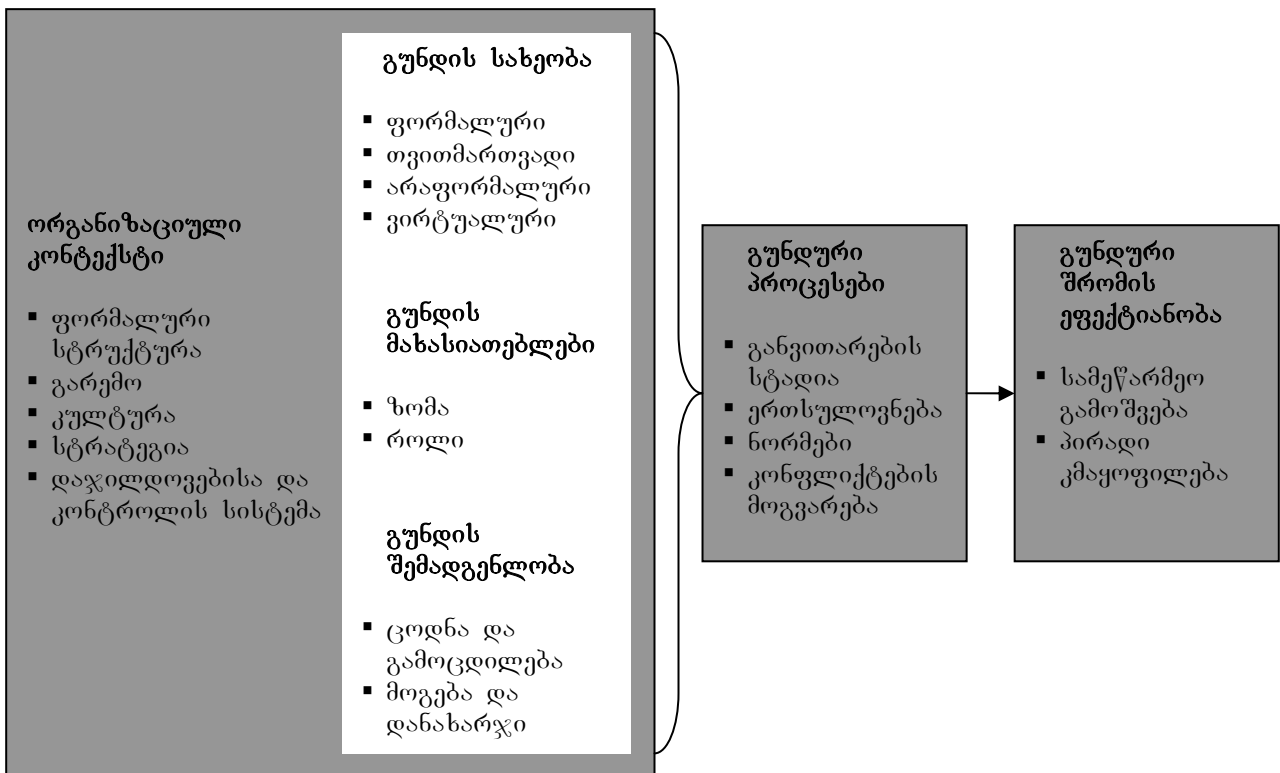 ორგანიზაციული
კონტექსტი
▪ ფორმალური
სტრუქტურა
▪ გარემო
▪ კულტურა
▪ სტრატეგია
▪ დაჯილდოვებისა და
კონტროლის სისტემა
გუნდის სახეობა
▪ ფორმალური
▪ თვითმართვადი
▪ არაფორმალური
▪ ვირტუალური
გუნდის
მახასიათებლები
▪ ზომა
▪ როლი
გუნდის
შემადგენლობა
▪ ცოდნა და
გამოცდილება
▪ მოგება და
დანახარჯი
გუნდური
პროცესები
▪ განვითარების
სტადია
▪ ერთსულოვნება
▪ ნორმები
▪ კონფლიქტების
მოგვარება
გუნდური
შრომის
ეფექტიანობა
▪ სამეწარმეო
გამოშვება
▪ პირადი
კმაყოფილება